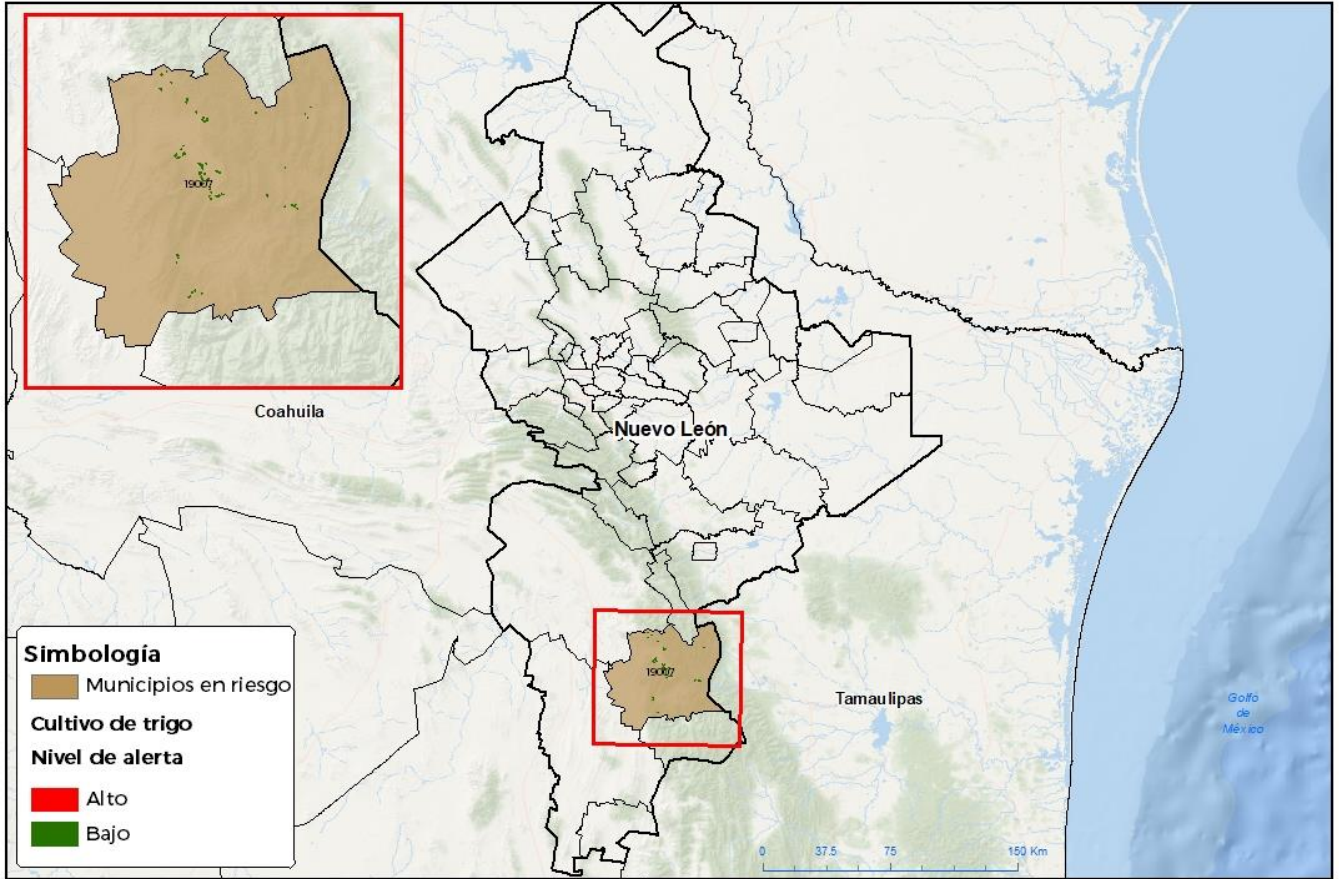 19007
Coahuila
Nuevo León
19007
Tamaulipas
Golfo
de
México
Simbología
Municipios en riesgo
Cultivo de trigo
Nivel de alerta
Alto
Bajo
0 37.5 75 150 Km